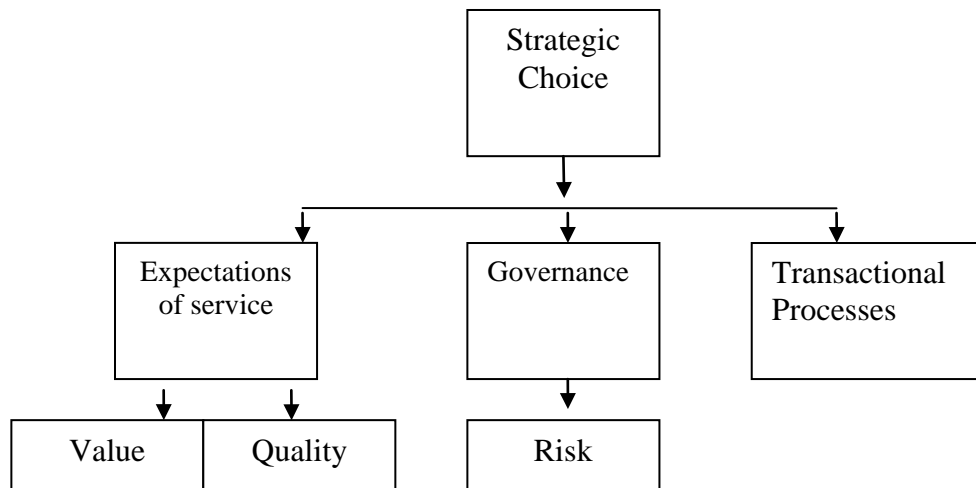 Strategic
Choice
Expectations
of service
Governance
Transactional
Processes
Value
Quality
Risk